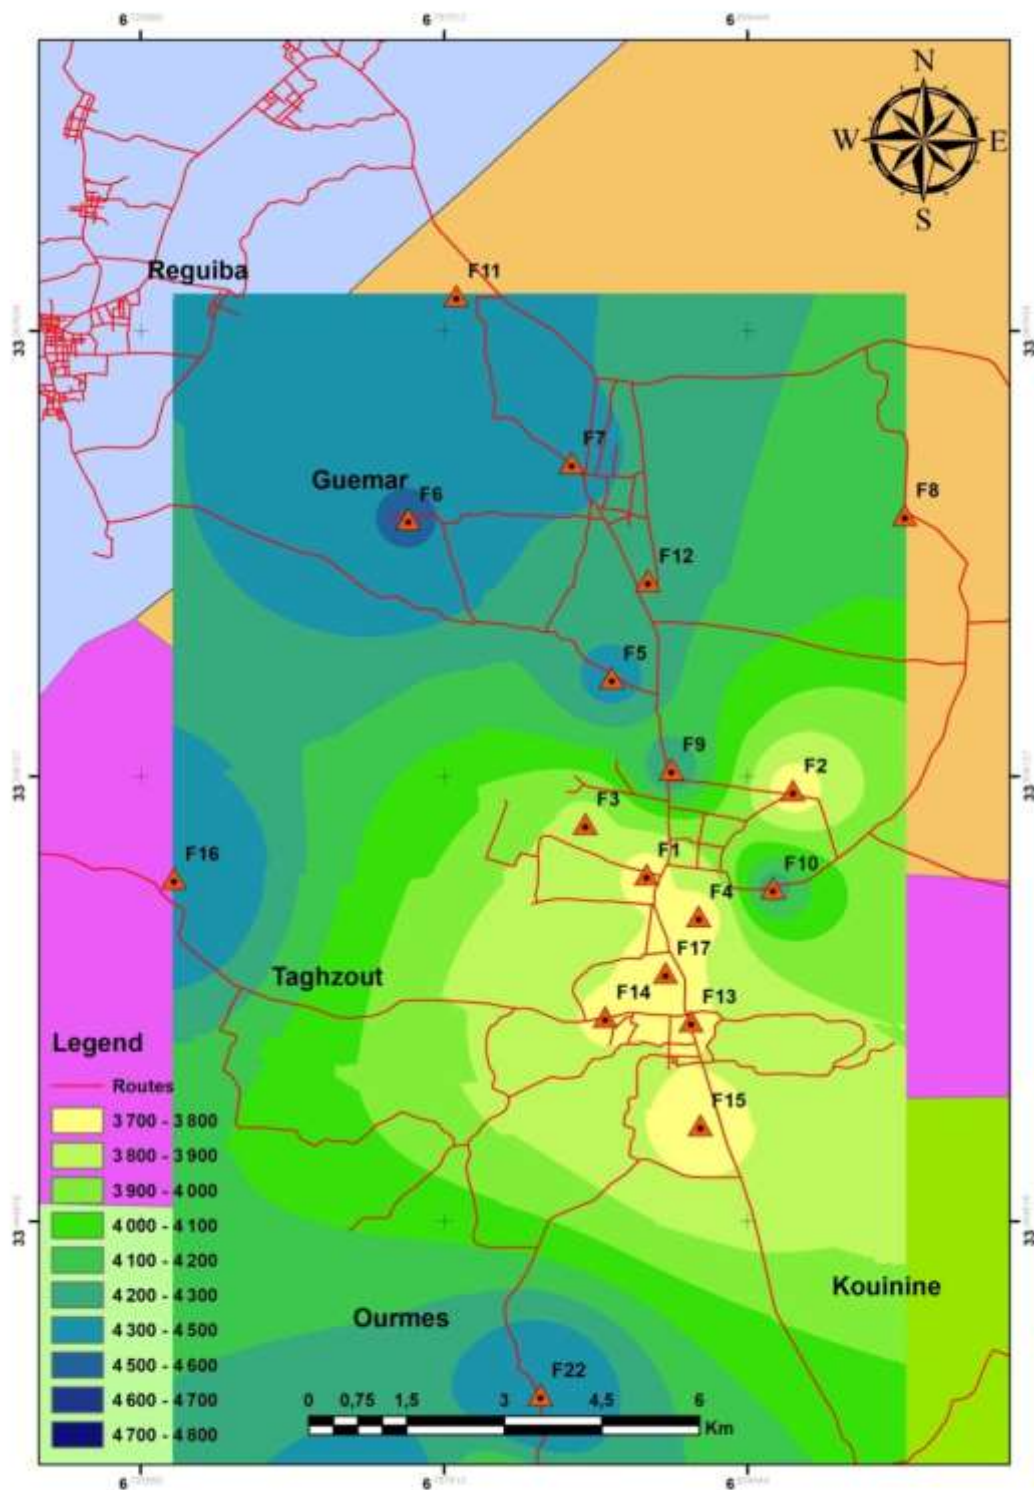 6
6
6
N
W
E
S
Reguiba
F11
33
33
F7
Guemar
F6
F8
F12
F5
F9
F2
33
33
F3
F1
F16
F10
F4
F17
Taghzout
F14
F13
Legend
Routes
3 700 - 3 800
F15
3 800 - 3 900
3 900 - 4 000
4 000 - 4 100
33
33
4 100 - 4 200
4 200 - 4 300
Kouinine
Ourmes
4 300 - 4 500
4 500 - 4 600
F22
4 600 - 4 700
0 0,75 1,5 3 4,5 6
Km
4 700 - 4 800
6
6
6